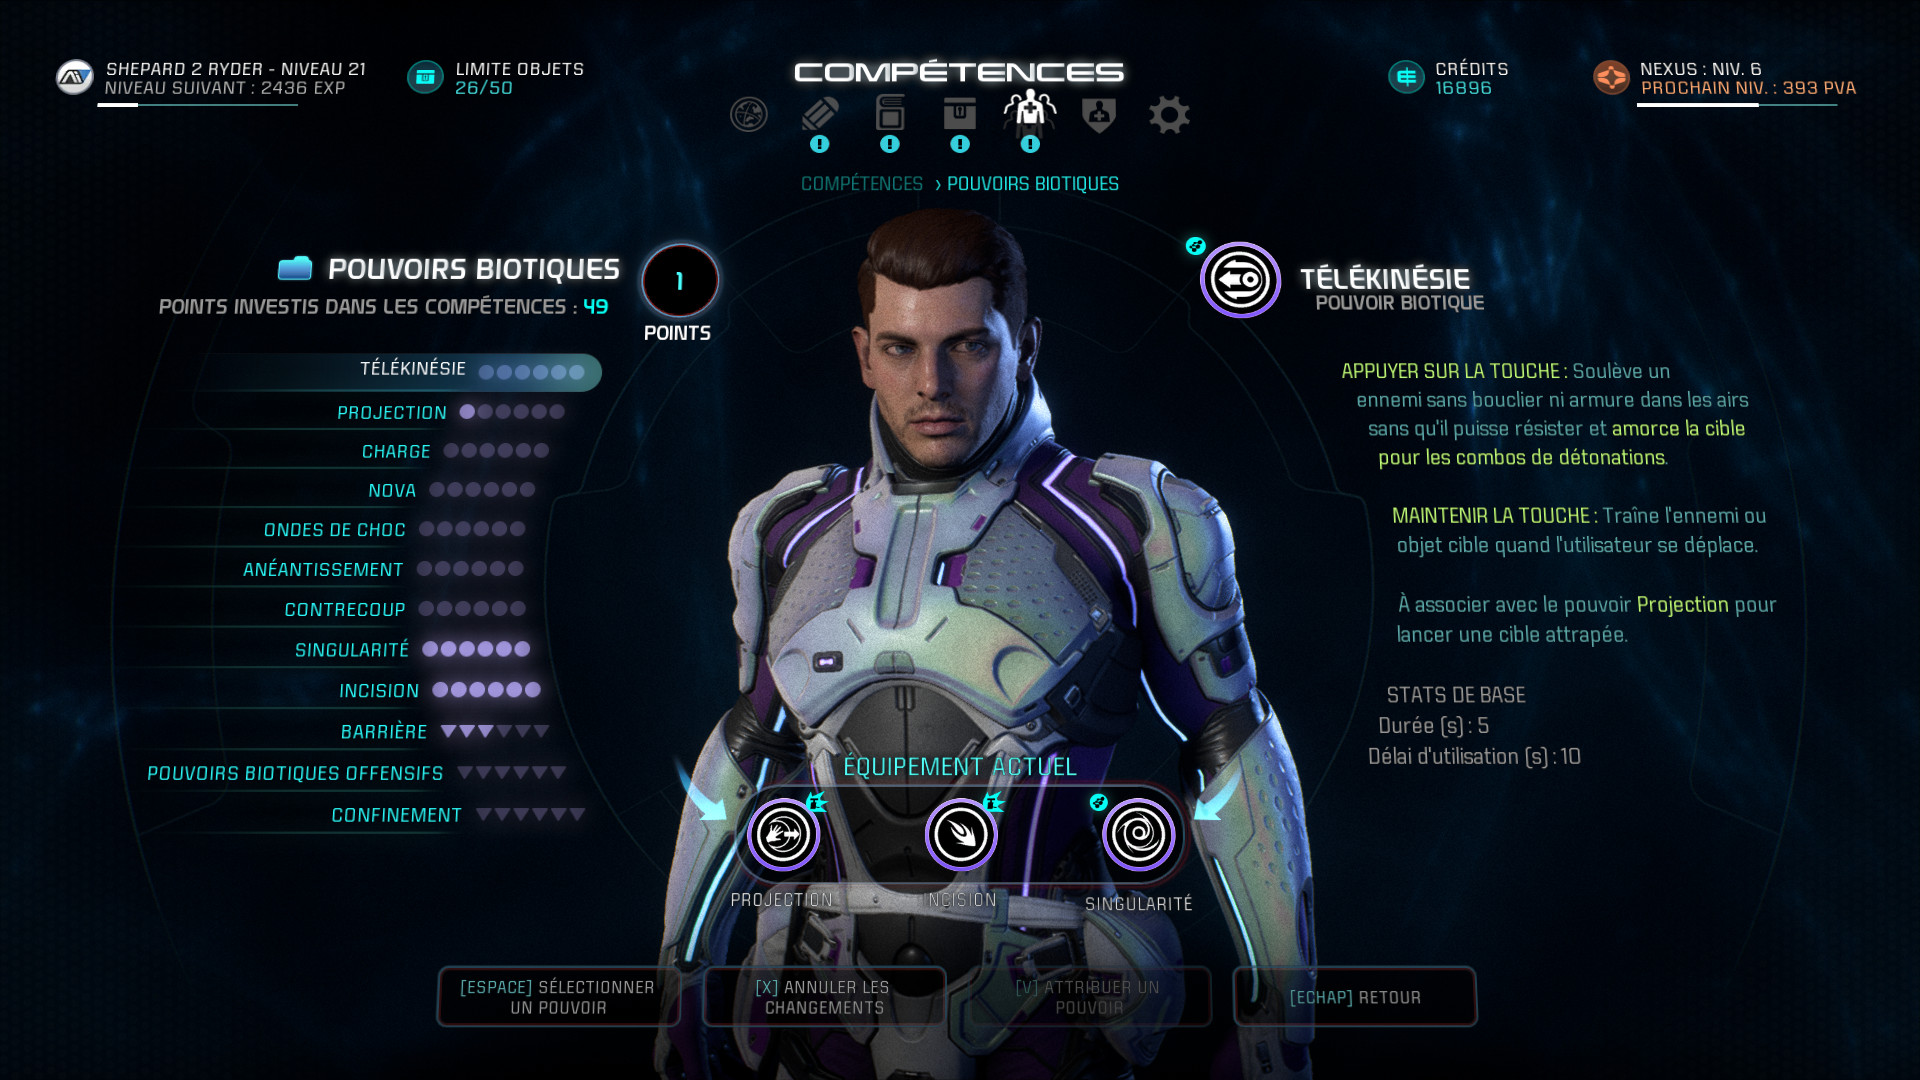 SHEPARD 2 RYDER - NIVEAU 21
NIVEAU SUIVANT : 2436 EXP
LIMITE OBJETS
26/50
COMPÉTENCES
CRÉDITS
16896
NEXUS : NIV. 6
PROCHAIN NIV. : 393 PVA
COMPÉTENCES › POUVOIRS BIOTIQUES
POUVOIRS BIOTIQUES
POINTS INVESTIS DANS LES COMPÉTENCES : 49
1
POINTS
TÉLÉKINÉSIE
PROJECTION
CHARGE
NOVA
ONDES DE CHOC
ANÉANTISSEMENT
CONTRECOUP
SINGULARITÉ
INCISION
BARRIÈRE
POUVOIRS BIOTIQUES OFFENSIFS
CONFINEMENT
TÉLÉKINÉSIE
POUVOIR BIOTIQUE
APPUYER SUR LA TOUCHE : Soulève un
ennemi sans bouclier ni armure dans les airs
sans qu'il puisse résister et amorce la cible
pour les combos de détonations.
MAINTENIR LA TOUCHE : Traîne l'ennemi ou
objet cible quand l'utilisateur se déplace.
À associer avec le pouvoir Projection pour
lancer une cible attrapée.
STATS DE BASE
Durée (s) : 5
Délai d'utilisation (s) : 10
ÉQUIPEMENT ACTUEL
PROJECTION
INCISION
SINGULARITÉ
[ESPACE] SÉLECTIONNER
UN POUVOIR
[X] ANNULER LES
CHANGEMENTS
[V] ATTRIBUER UN
POUVOIR
[ECHAP] RETOUR